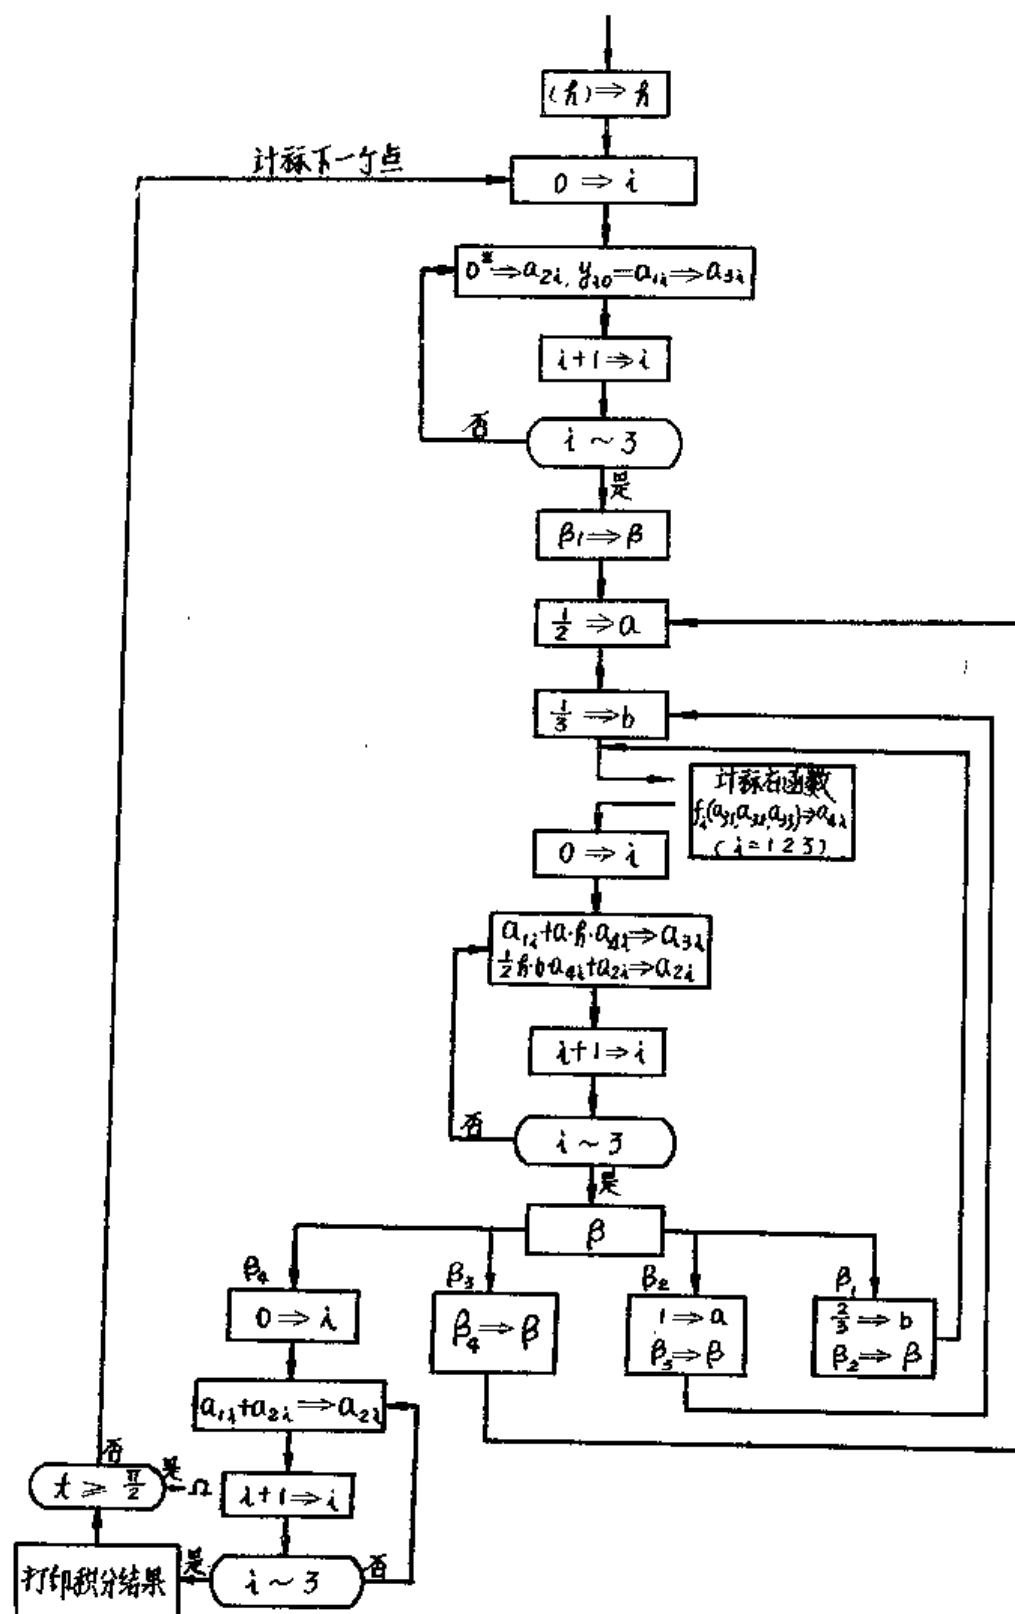 (h)⇒h
计称下一个点
0⇒i
0*⇒a₂ᵢ, yᵢ₀=a₁ᵢ⇒a₃ᵢ
i+1⇒i
否
i~3
是
β₁⇒β
1/2⇒a
1/3⇒b
计称右函数
fᵢ(a₃₁,a₃₂,a₃₃)⇒a₄ᵢ
(i=1 2 3)
0⇒i
a₁ᵢ+a·h·a₄ᵢ⇒a₃ᵢ
1/2h·b·a₄ᵢ+a₂ᵢ⇒a₂ᵢ
i+1⇒i
否
i~3
是
β
β₄
β₃
β₂
β₁
0⇒i
β₄⇒β
1⇒a
β₃⇒β
2/3⇒b
β₂⇒β
a₁ᵢ+a₂ᵢ⇒a₂ᵢ
否
t≥π/2
是
Ω
i+1⇒i
打印积分结果
是
i~3
否